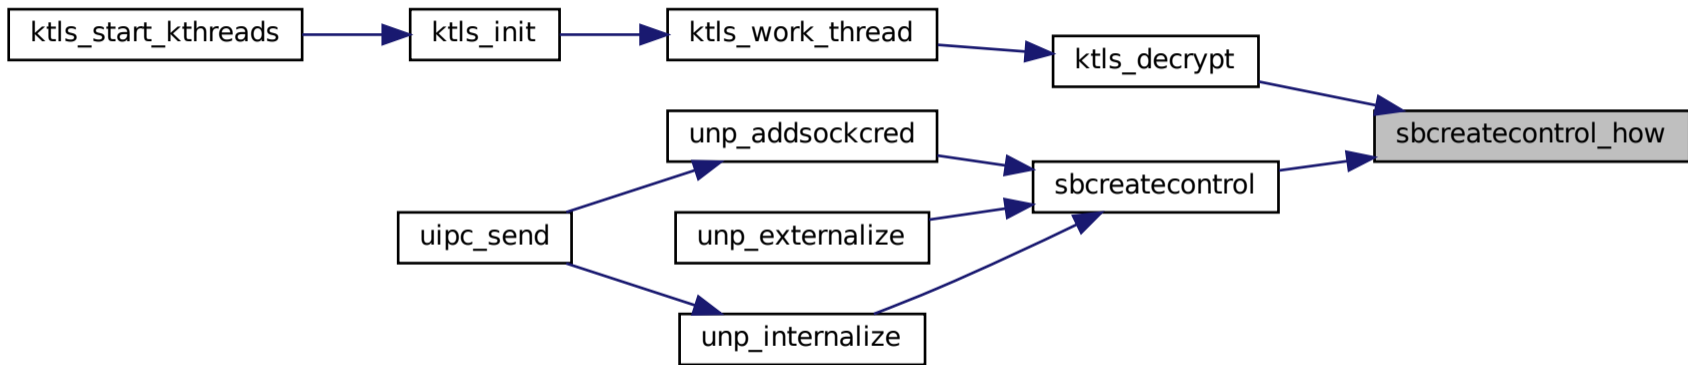 ktls_start_kthreads
ktls_init
ktls_work_thread
ktls_decrypt
sbcreatecontrol_how
unp_addsockcred
sbcreatecontrol
uipc_send
unp_externalize
unp_internalize